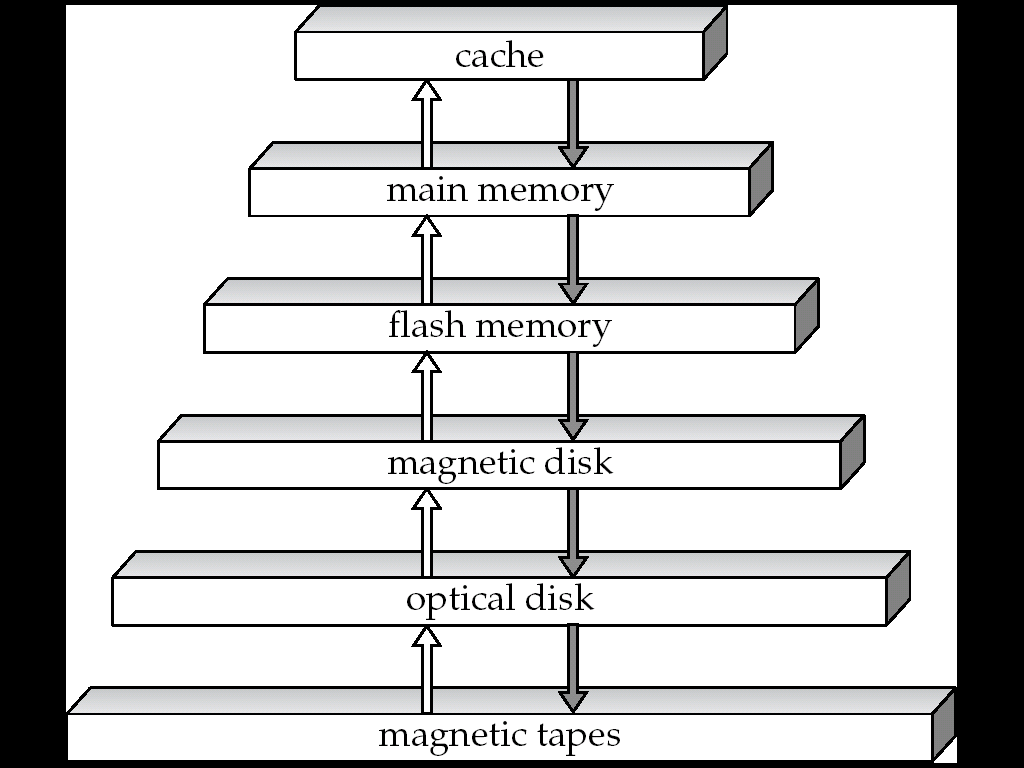 cache
main memory
flash memory
magnetic disk
optical disk
magnetic tapes